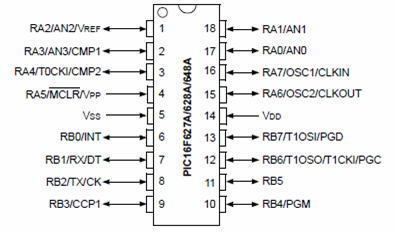 RA2/AN2/VREF 1 18 RA1/AN1
RA3/AN3/CMP1 2 17 RA0/AN0
RA4/T0CKI/CMP2 3 16 RA7/OSC1/CLKIN
RA5/MCLR/VPP 4 15 RA6/OSC2/CLKOUT
VSS 5 14 VDD
RB0/INT 6 13 RB7/T1OSI/PGD
RB1/RX/DT 7 12 RB6/T1OSO/T1CKI/PGC
RB2/TX/CK 8 11 RB5
RB3/CCP1 9 10 RB4/PGM
PIC16F627A/628A/648A